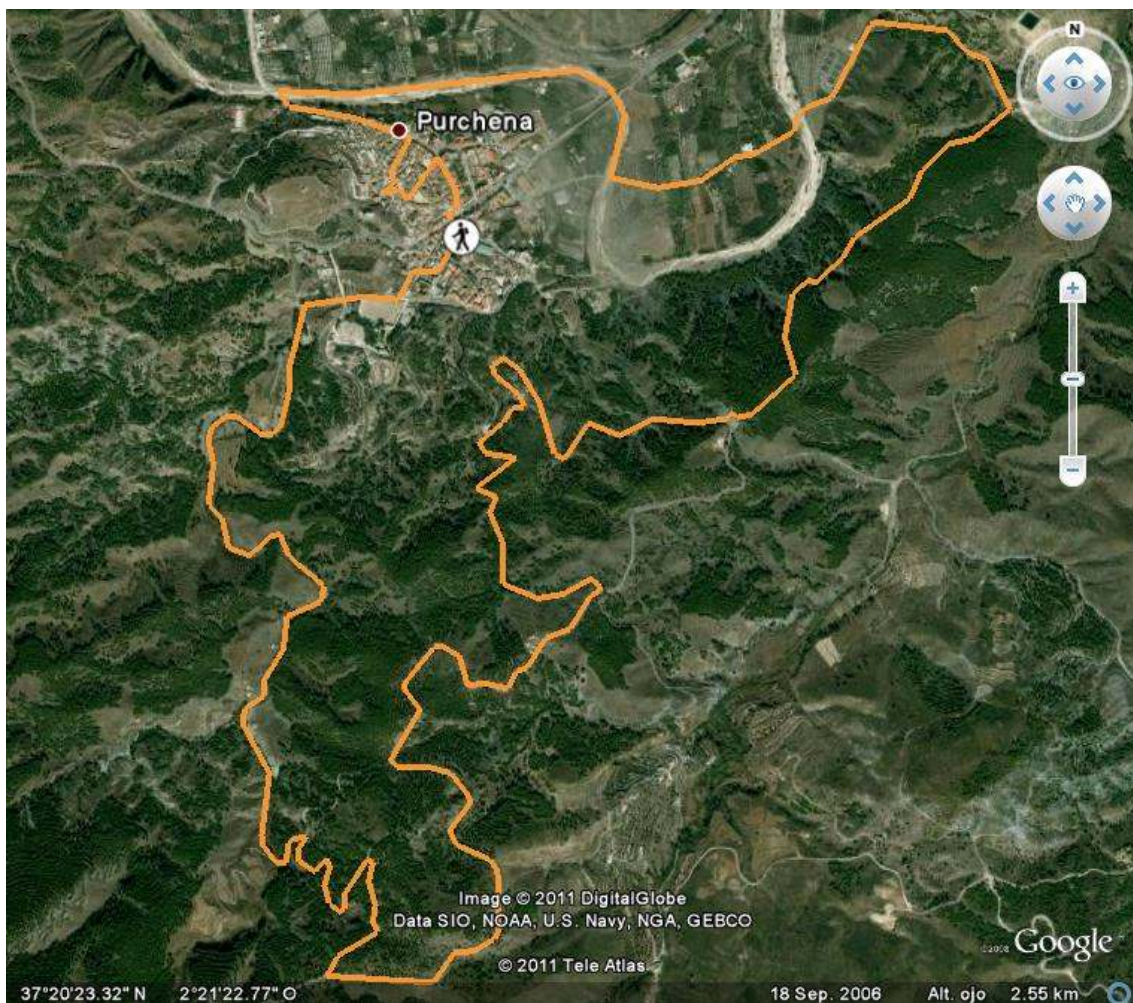 N
Purchena
Image © 2011 DigitalGlobe
Data SIO, NOAA, U.S. Navy, NGA, GEBCO
©2008 Google
© 2011 Tele Atlas
37°20'23.32" N 2°21'22.77" O 18 Sep. 2006 Alt. ojo 2.55 km